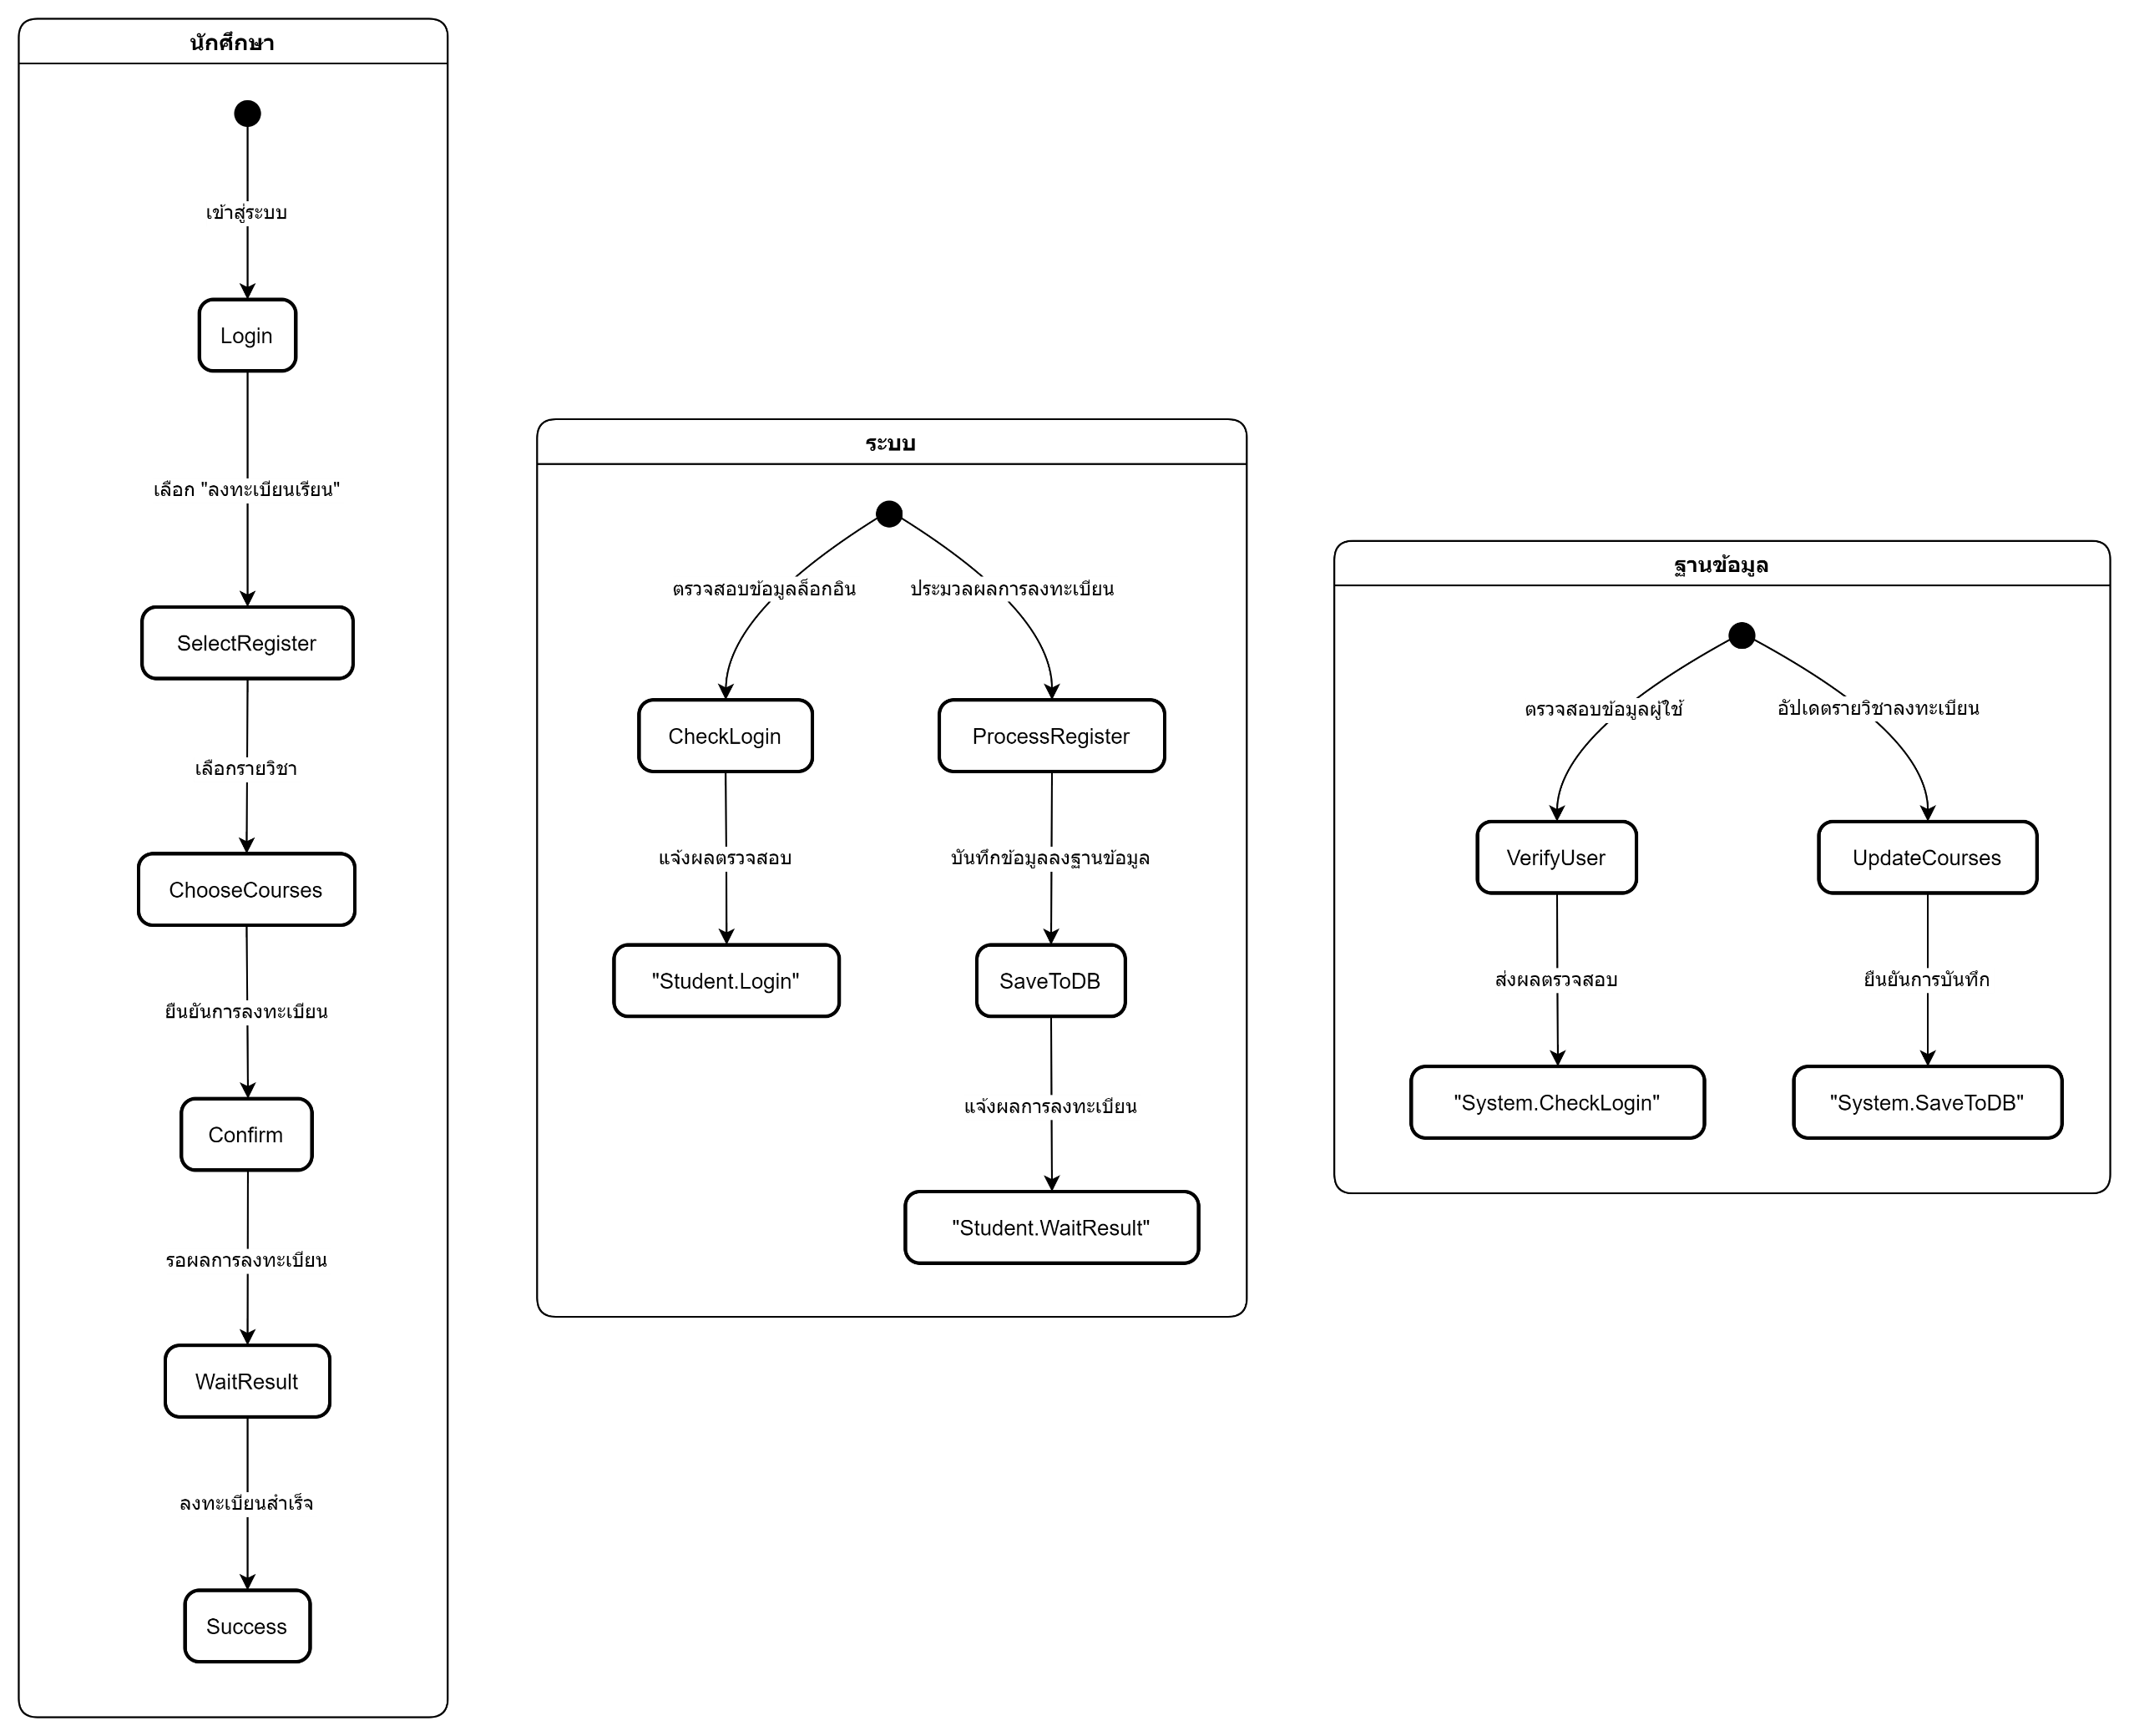 นักศึกษา
เข้าสู่ระบบ
Login
เลือก "ลงทะเบียนเรียน"
SelectRegister
เลือกรายวิชา
ChooseCourses
ยืนยันการลงทะเบียน
Confirm
รอผลการลงทะเบียน
WaitResult
ลงทะเบียนสำเร็จ
Success
ระบบ
ตรวจสอบข้อมูลล็อกอิน
ประมวลผลการลงทะเบียน
CheckLogin
ProcessRegister
แจ้งผลตรวจสอบ
บันทึกข้อมูลลงฐานข้อมูล
"Student.Login"
SaveToDB
แจ้งผลการลงทะเบียน
"Student.WaitResult"
ฐานข้อมูล
ตรวจสอบข้อมูลผู้ใช้
อัปเดตรายวิชาลงทะเบียน
VerifyUser
UpdateCourses
ส่งผลตรวจสอบ
ยืนยันการบันทึก
"System.CheckLogin"
"System.SaveToDB"